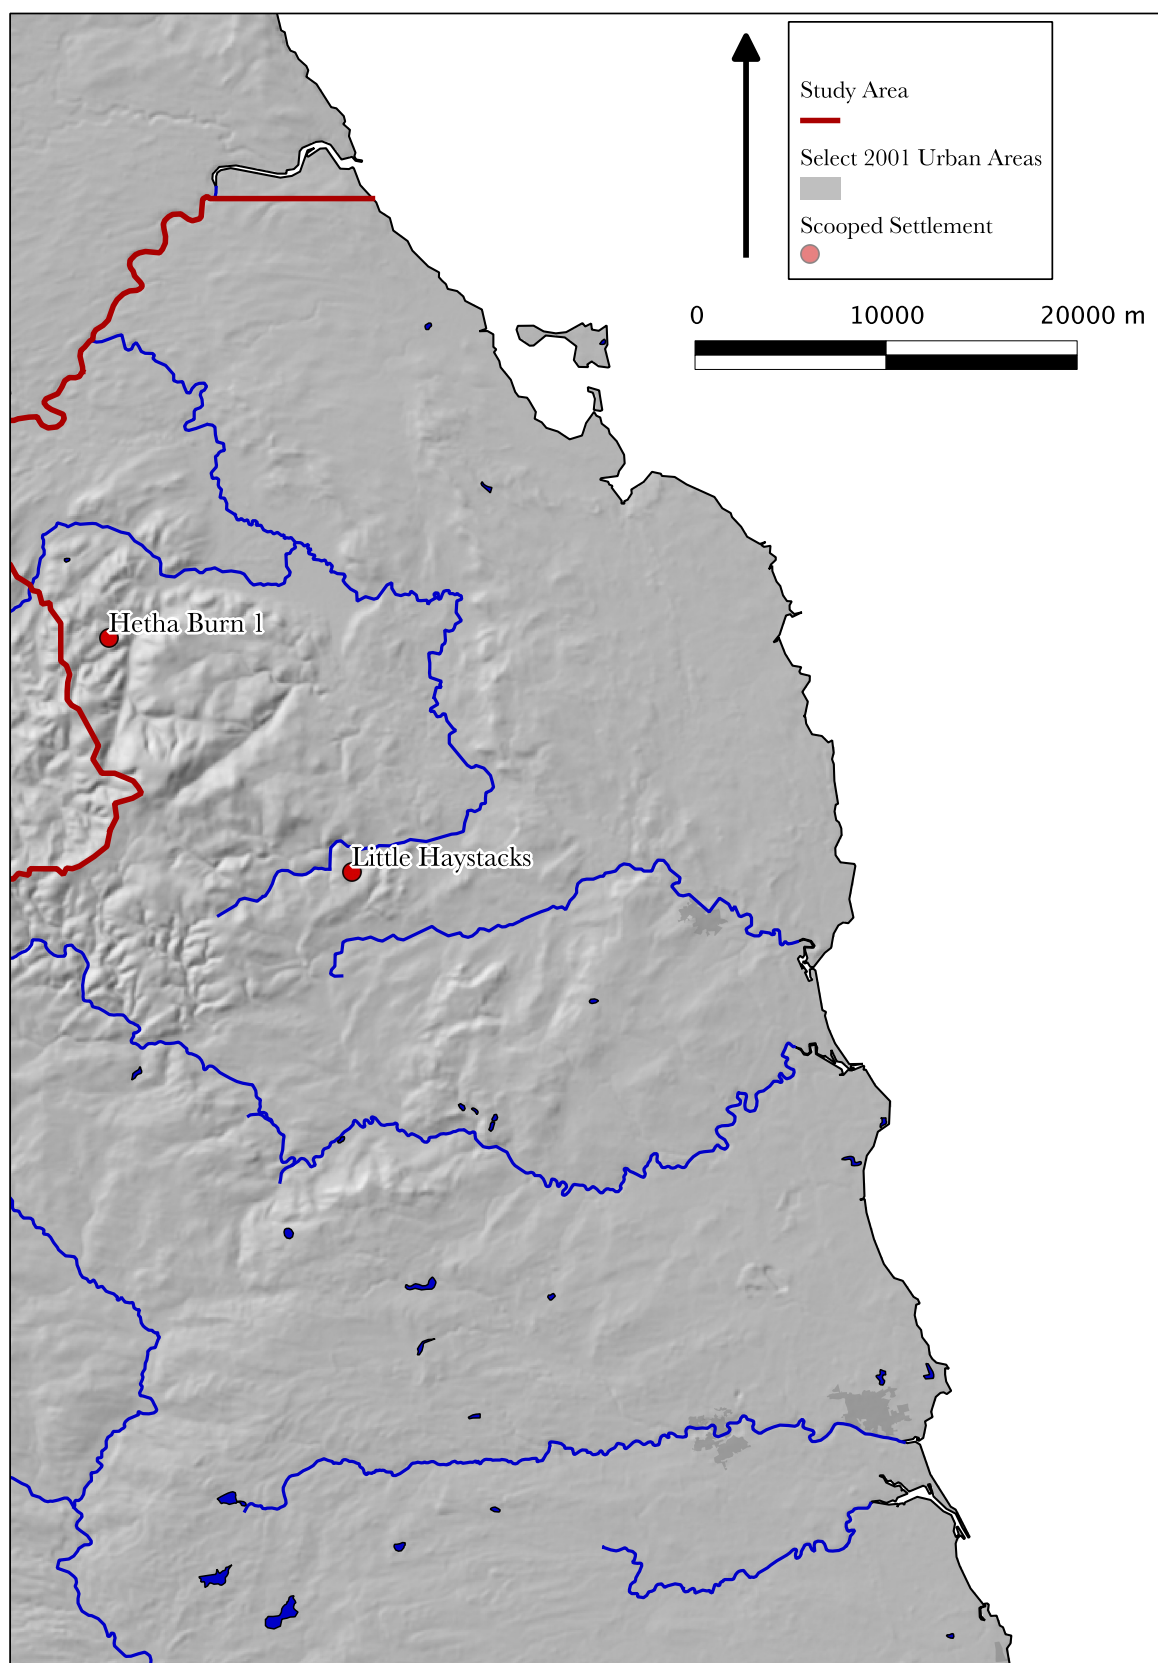 Study Area
Select 2001 Urban Areas
Scooped Settlement
0 10000 20000 m
Hetha Burn 1
Little Haystacks